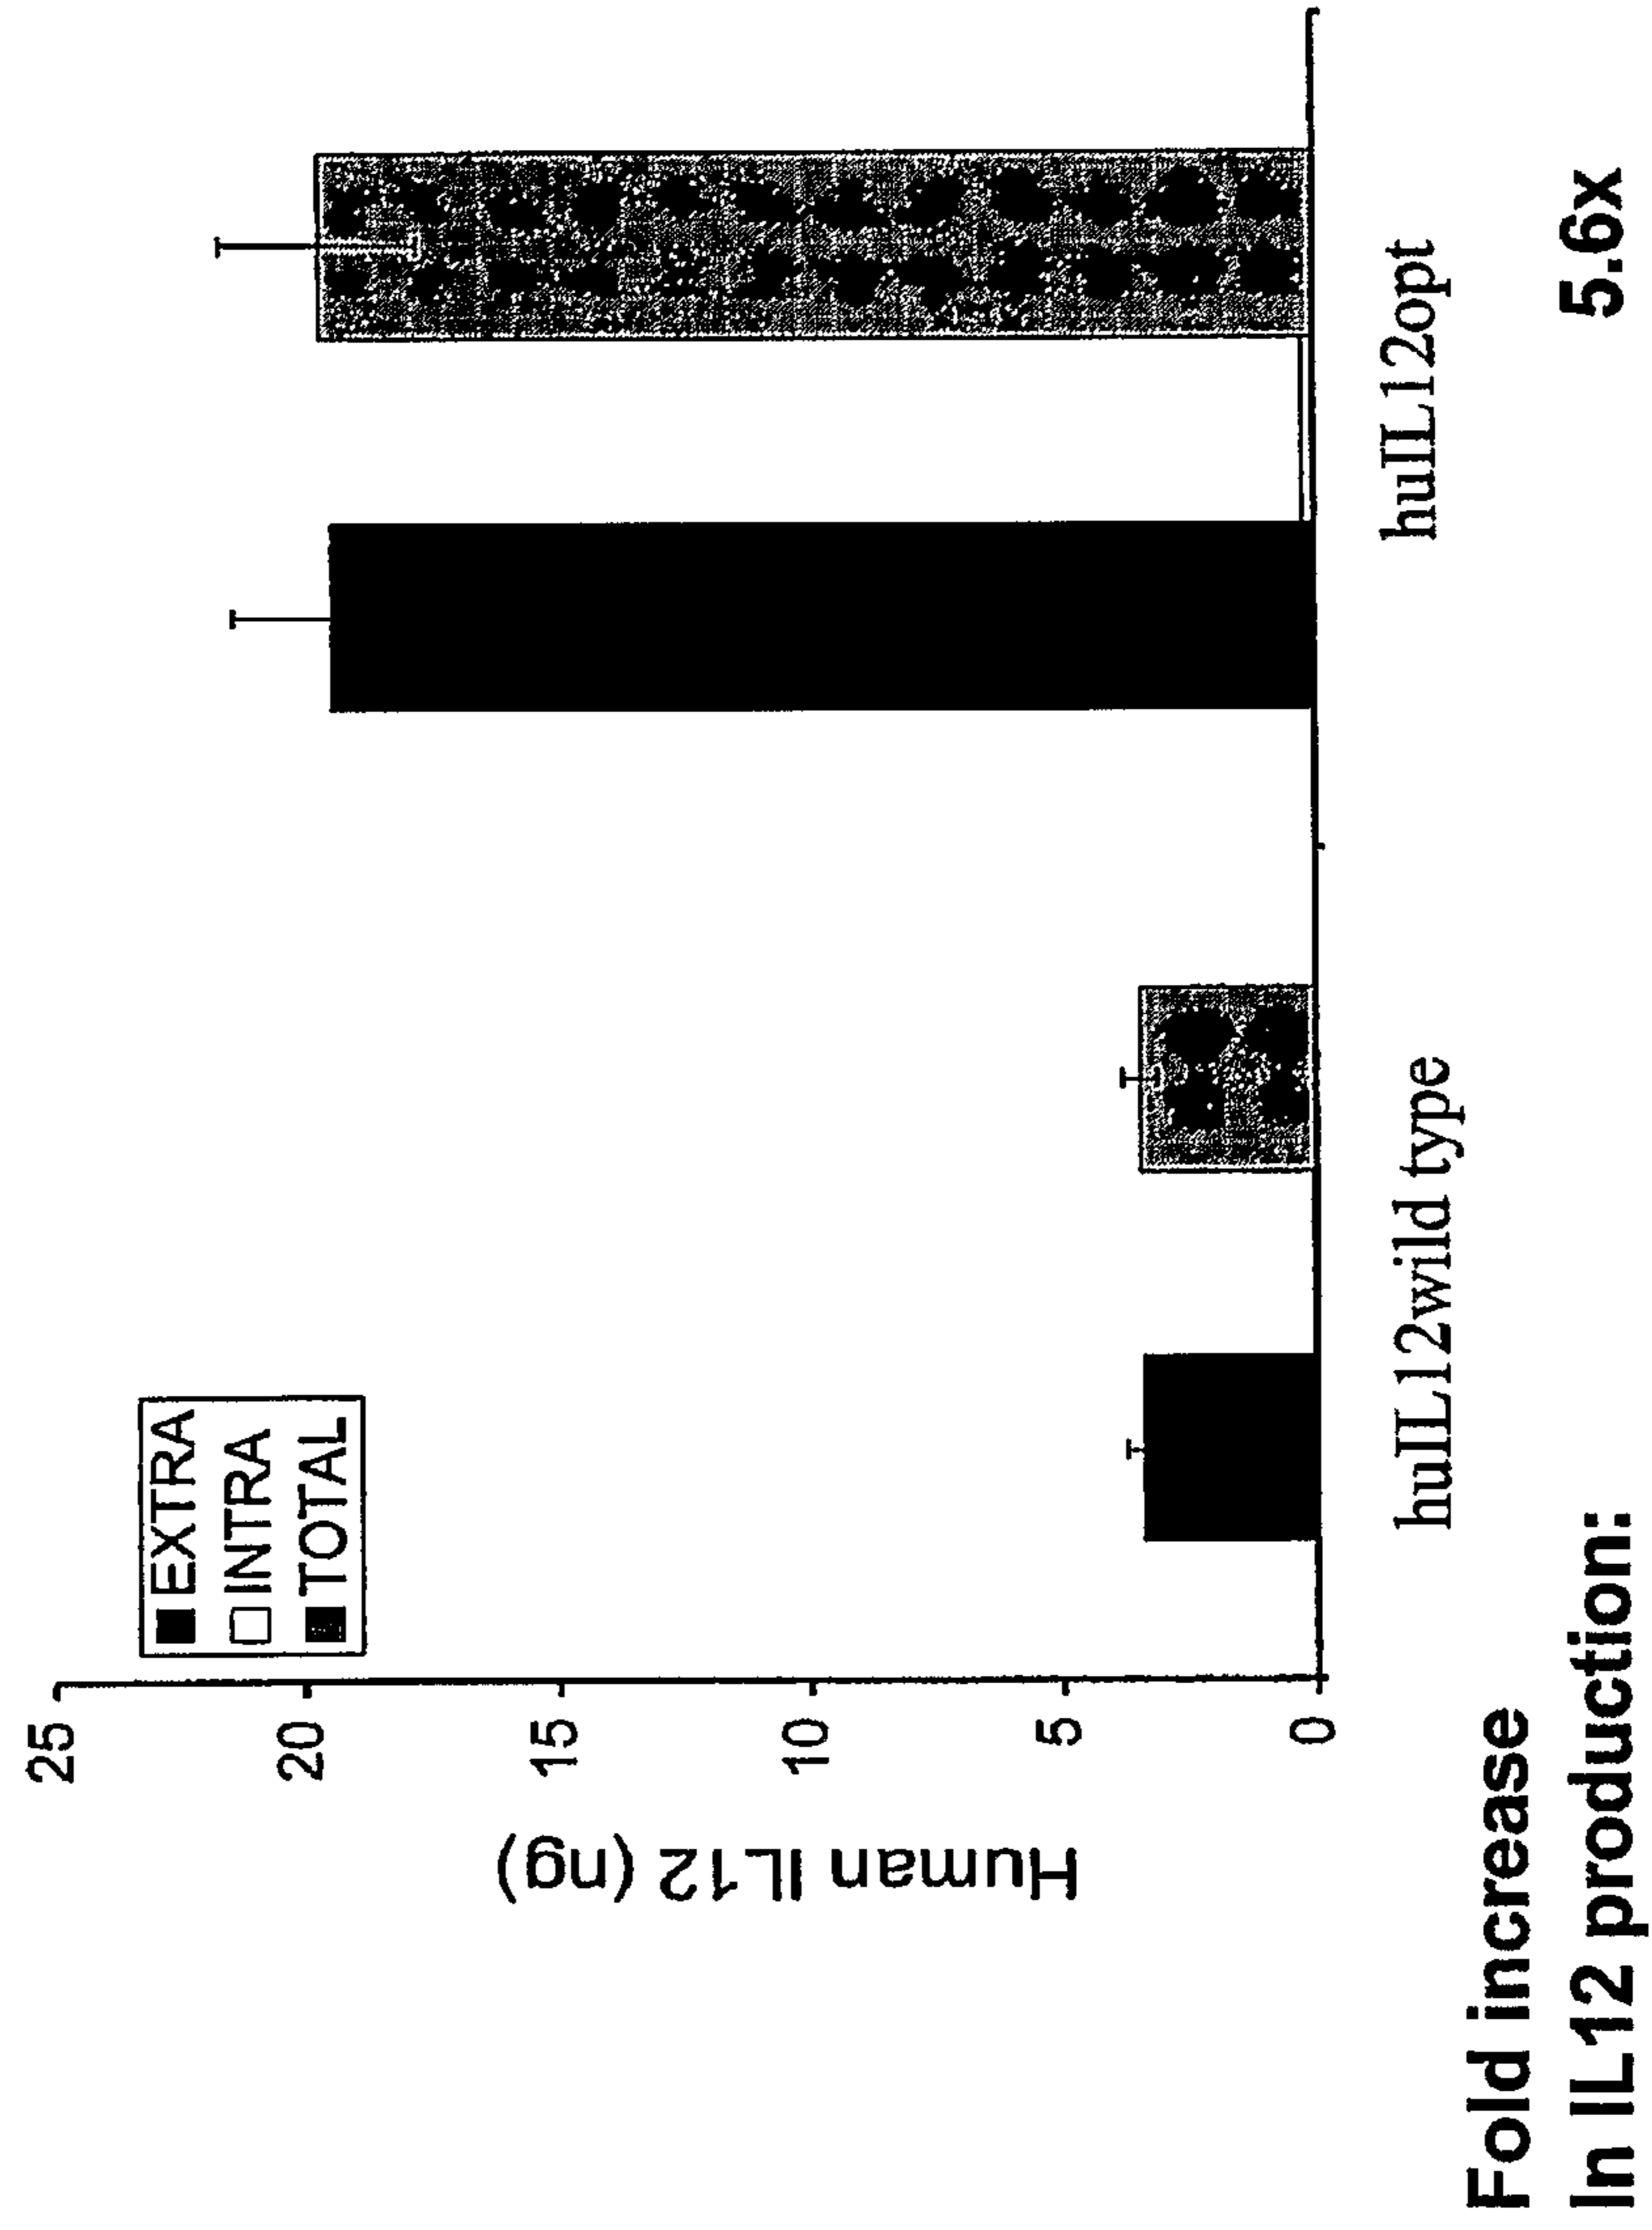 EXTRA
INTRA
TOTAL
25
20
15
10
5
0
Human IL12 (ng)
huIL12wild type
huIL12opt
Fold increase
In IL12 production:
5.6x